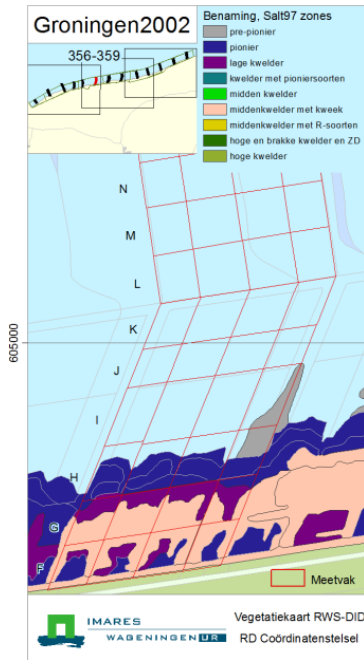 Groningen2002
356-359
Benaming, Salt97 zones
pre-pionier
pionier
lage kwelder
kwelder met pioniersoorten
midden kwelder
middenkwelder met kweek
middenkwelder met R-soorten
hoge en brakke kwelder en ZD
hoge kwelder
N
M
L
K
605000
J
I
H
G
F
Meetvak
IMARES
WAGENINGEN UR
Vegetatiekaart RWS-DID
RD Coördinatenstelsel